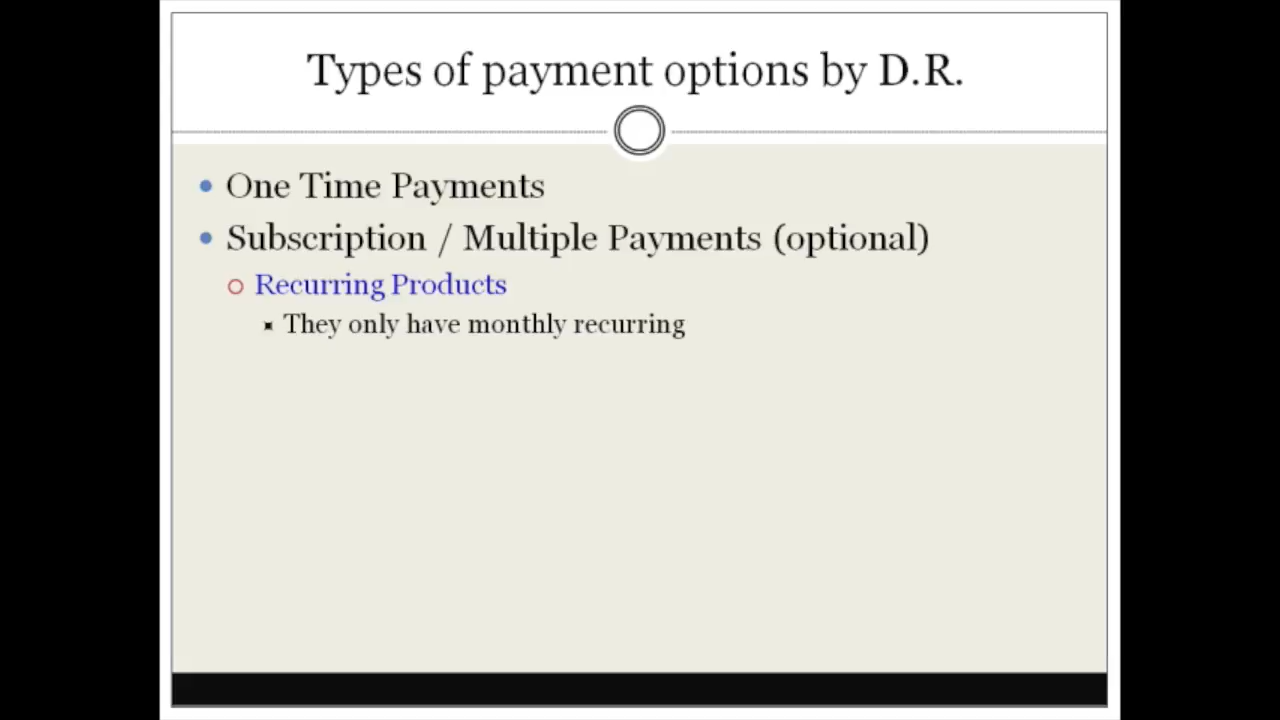 Types of payment options by D.R.
One Time Payments
Subscription / Multiple Payments (optional)
Recurring Products
They only have monthly recurring